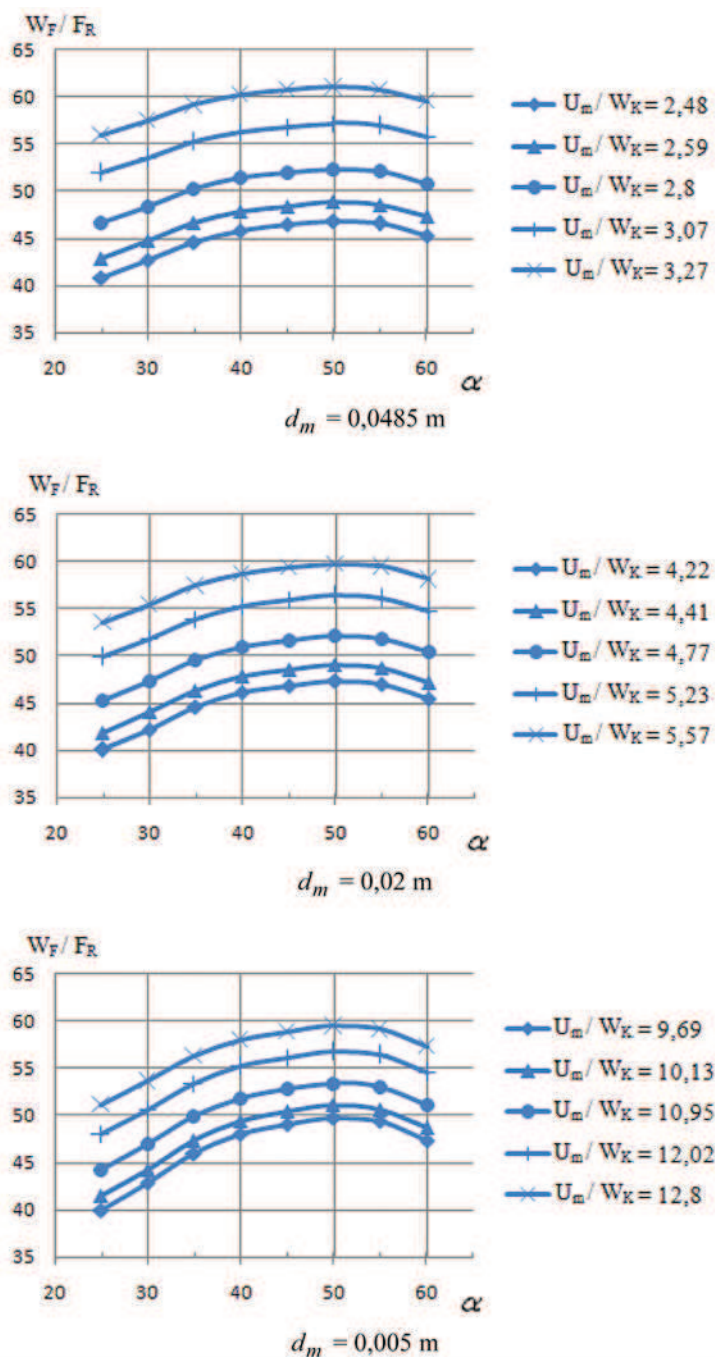 W_F / F_R
65
60
55
50
45
40
35
20 30 40 50 60
α
U_m / W_K = 2,48
U_m / W_K = 2,59
U_m / W_K = 2,8
U_m / W_K = 3,07
U_m / W_K = 3,27
d_m = 0,0485 m
W_F / F_R
65
60
55
50
45
40
35
20 30 40 50 60
α
U_m / W_K = 4,22
U_m / W_K = 4,41
U_m / W_K = 4,77
U_m / W_K = 5,23
U_m / W_K = 5,57
d_m = 0,02 m
W_F / F_R
65
60
55
50
45
40
35
20 30 40 50 60
α
U_m / W_K = 9,69
U_m / W_K = 10,13
U_m / W_K = 10,95
U_m / W_K = 12,02
U_m / W_K = 12,8
d_m = 0,005 m